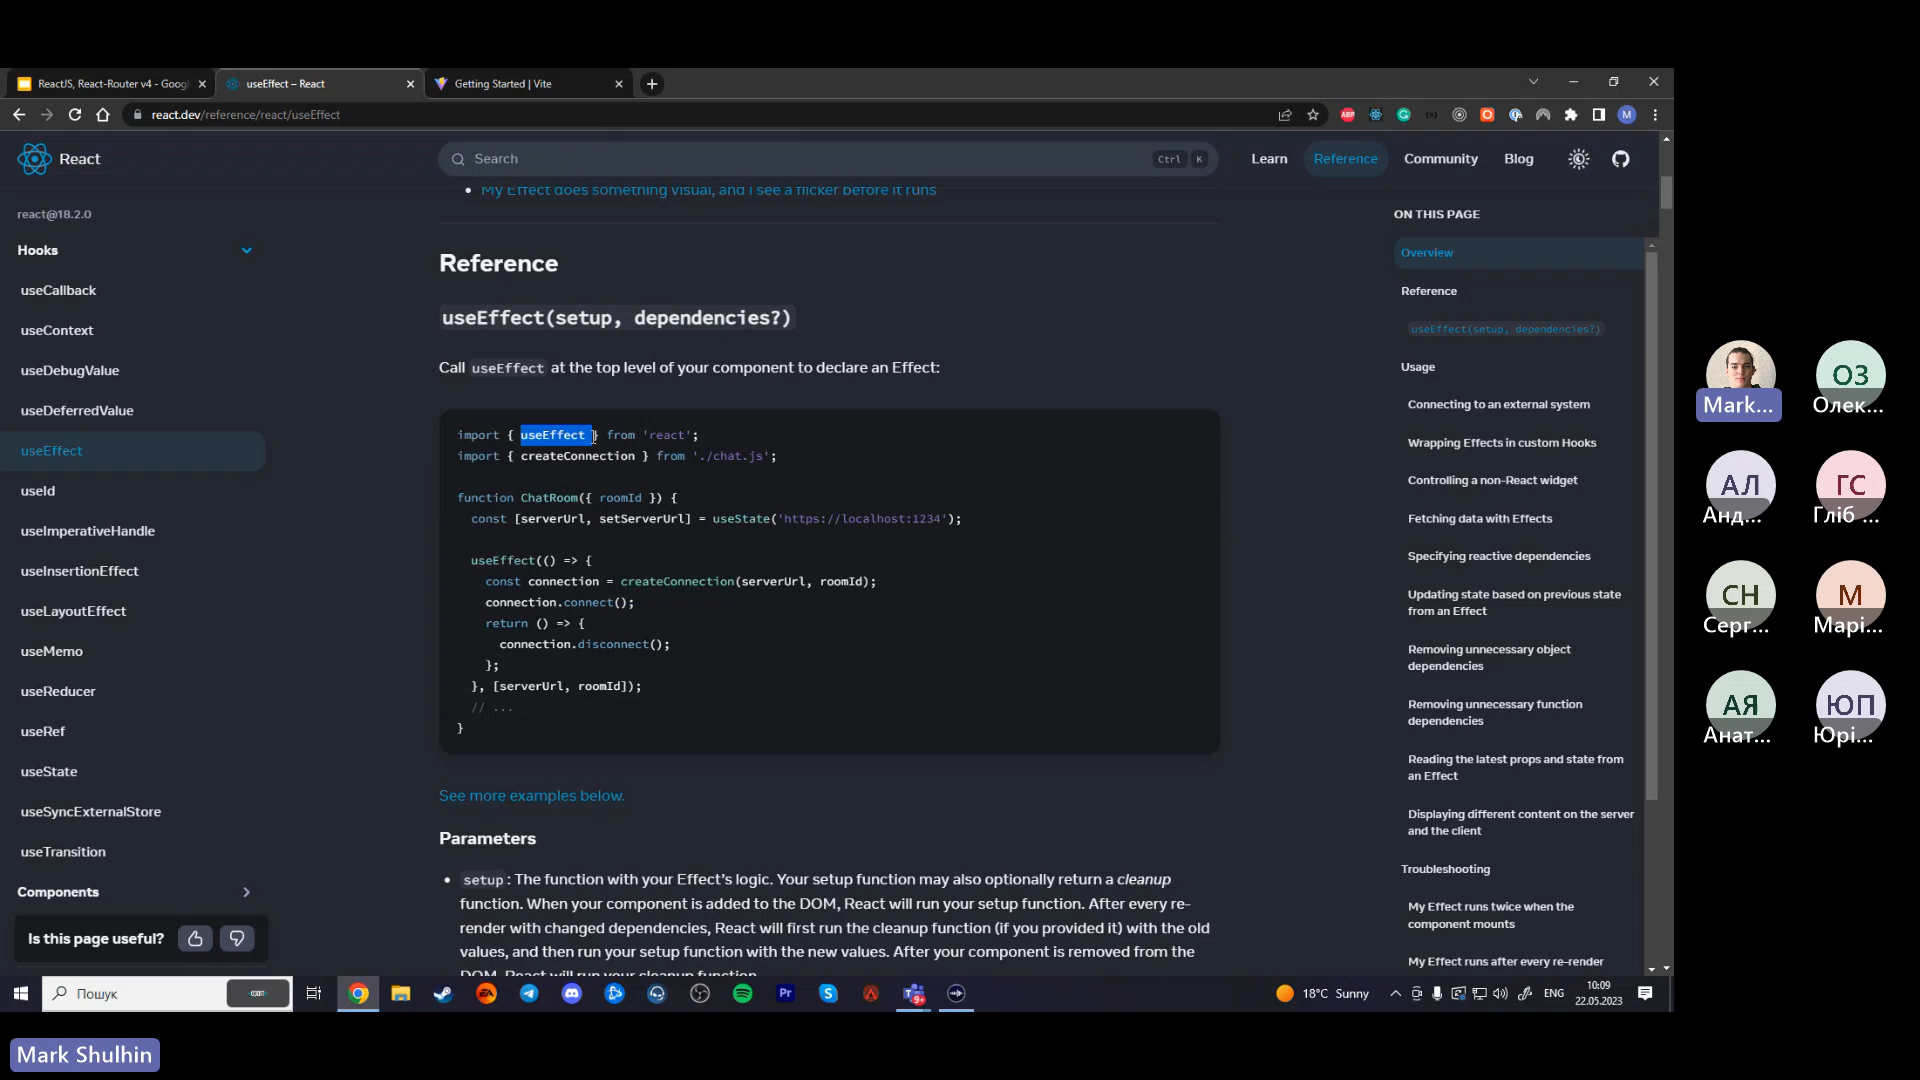 ReactJS, React-Router v4 - Googl
useEffect – React
Getting Started | Vite
react.dev/reference/react/useEffect
ABP
M
React
Search
Ctrl K
Learn
Reference
Community
Blog
My Effect does something visual, and I see a flicker before it runs
react@18.2.0
Hooks
useCallback
useContext
useDebugValue
useDeferredValue
useEffect
useId
useImperativeHandle
useInsertionEffect
useLayoutEffect
useMemo
useReducer
useRef
useState
useSyncExternalStore
useTransition
Components
Is this page useful?
Reference
useEffect(setup, dependencies?)
Call useEffect at the top level of your component to declare an Effect:
import { useEffect } from 'react';
import { createConnection } from './chat.js';
function ChatRoom({ roomId }) {
const [serverUrl, setServerUrl] = useState('https://localhost:1234');
useEffect(() => {
const connection = createConnection(serverUrl, roomId);
connection.connect();
return () => {
connection.disconnect();
};
}, [serverUrl, roomId]);
// ...
}
See more examples below.
Parameters
setup: The function with your Effect's logic. Your setup function may also optionally return a cleanup
function. When your component is added to the DOM, React will run your setup function. After every re-
render with changed dependencies, React will first run the cleanup function (if you provided it) with the old
values, and then run your setup function with the new values. After your component is removed from the
DOM, React will run your cleanup function.
ON THIS PAGE
Overview
Reference
useEffect(setup, dependencies?)
Usage
Connecting to an external system
Wrapping Effects in custom Hooks
Controlling a non-React widget
Fetching data with Effects
Specifying reactive dependencies
Updating state based on previous state
from an Effect
Removing unnecessary object
dependencies
Removing unnecessary function
dependencies
Reading the latest props and state from
an Effect
Displaying different content on the server
and the client
Troubleshooting
My Effect runs twice when the
component mounts
My Effect runs after every re-render
Mark...
ОЗ
Олек...
АЛ
Анд...
ГС
Гліб ...
СН
Серг...
М
Марі...
АЯ
Анат...
ЮП
Юрі...
Пошук
EA
Pr
9+
18°C Sunny
ENG
10:09
22.05.2023
Mark Shulhin